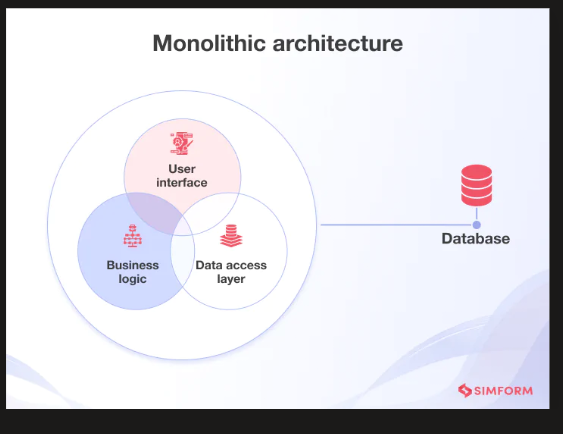 Monolithic architecture
User
interface
Business
logic
Data access
layer
Database
SIMFORM